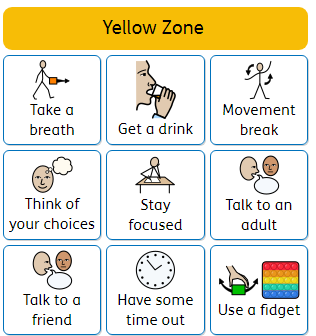 Yellow Zone
Take a
breath
Get a drink
Movement
break
Think of
your choices
Stay
focused
Talk to an
adult
Talk to a
friend
Have some
time out
Use a fidget